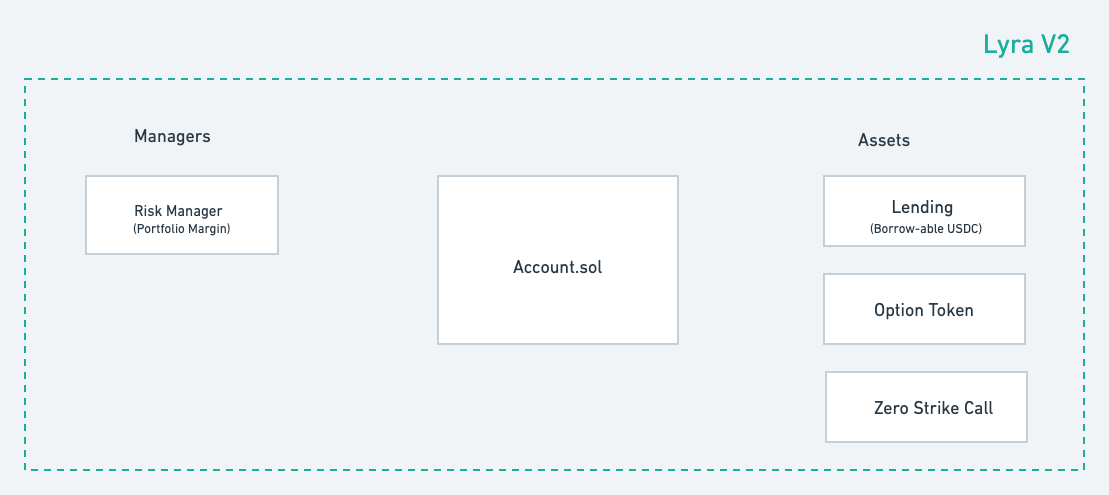 Lyra V2
Managers
Assets
Risk Manager
(Portfolio Margin)
Account.sol
Lending
(Borrow-able USDC)
Option Token
Zero Strike Call